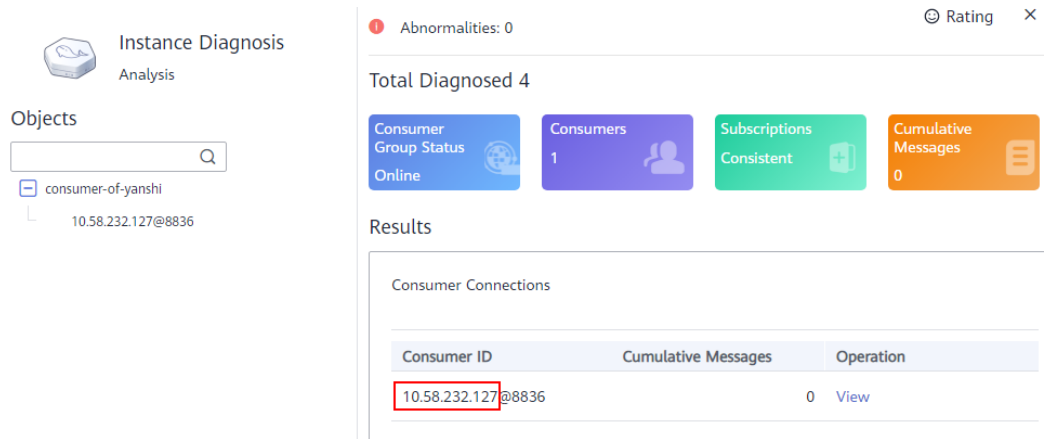 Instance Diagnosis
Analysis
Objects
consumer-of-yanshi
10.58.232.127@8836
Abnormalities: 0
Rating
Total Diagnosed 4
Consumer
Group Status
Online
Consumers
1
Subscriptions
Consistent
Cumulative
Messages
0
Results
Consumer Connections
Consumer ID Cumulative Messages Operation
10.58.232.127@8836 0 View